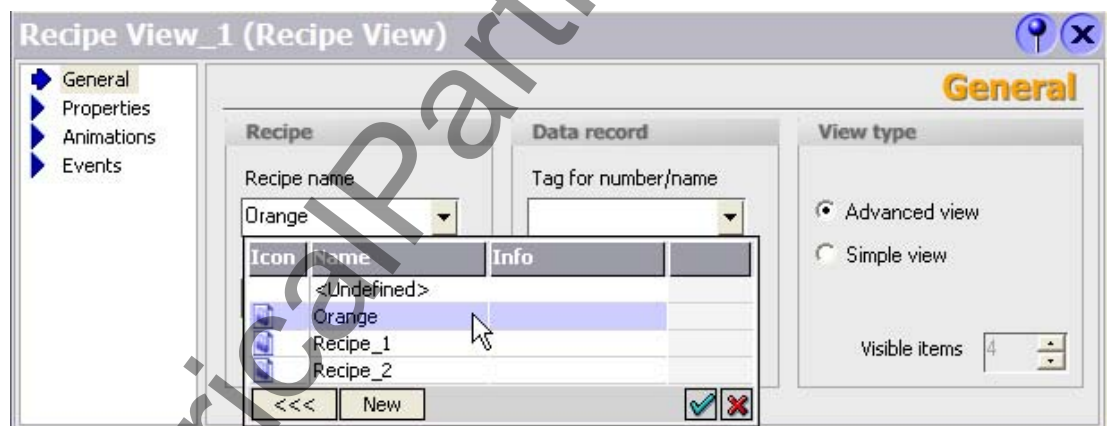 Recipe View_1 (Recipe View)
General
Properties
Animations
Events
General
Recipe
Recipe name
Orange
Data record
Tag for number/name
View type
Advanced view
Simple view
Visible items 4
Icon Name Info
<Undefined>
Orange
Recipe_1
Recipe_2
<<< New